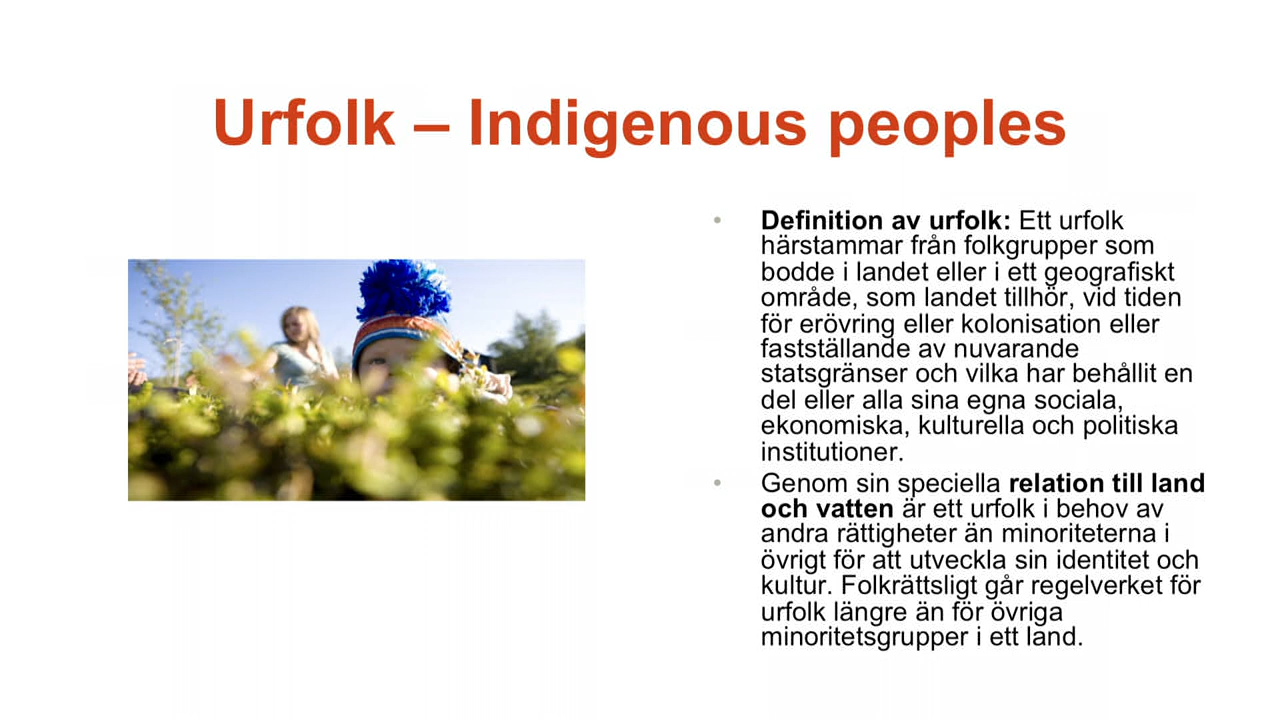 Urfolk – Indigenous peoples
• Definition av urfolk: Ett urfolk
härstammar från folkgrupper som
bodde i landet eller i ett geografiskt
område, som landet tillhör, vid tiden
för erövring eller kolonisation eller
fastställande av nuvarande
statsgränser och vilka har behållit en
del eller alla sina egna sociala,
ekonomiska, kulturella och politiska
institutioner.
• Genom sin speciella relation till land
och vatten är ett urfolk i behov av
andra rättigheter än minoriteterna i
övrigt för att utveckla sin identitet och
kultur. Folkrättsligt går regelverket för
urfolk längre än för övriga
minoritetsgrupper i ett land.